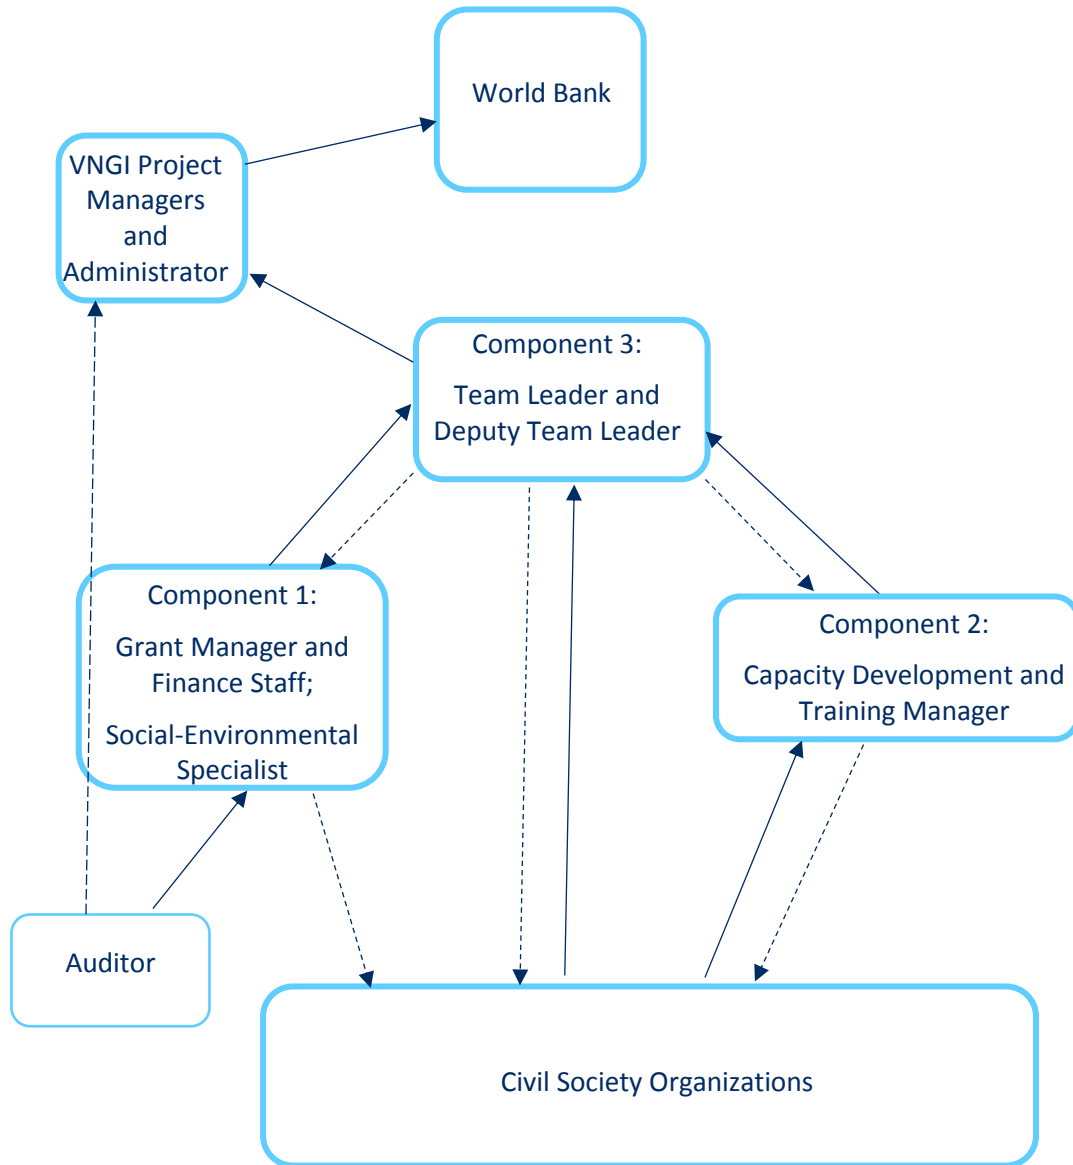 World Bank
VNGI Project
Managers
and
Administrator
Component 3:
Team Leader and
Deputy Team Leader
Component 1:
Grant Manager and
Finance Staff;
Social-Environmental
Specialist
Component 2:
Capacity Development and
Training Manager
Auditor
Civil Society Organizations